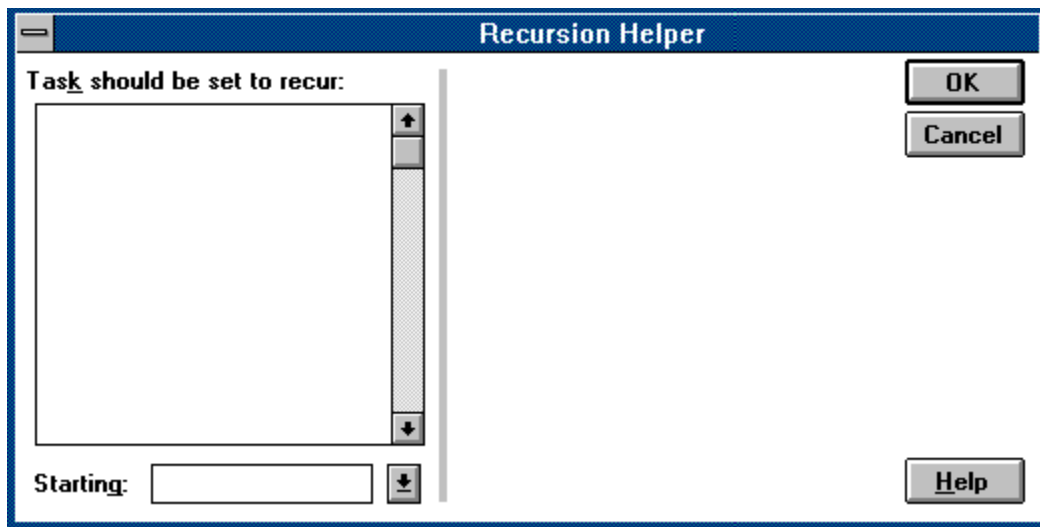 Recursion Helper
Task should be set to recur:
OK
Cancel
Starting:
Help